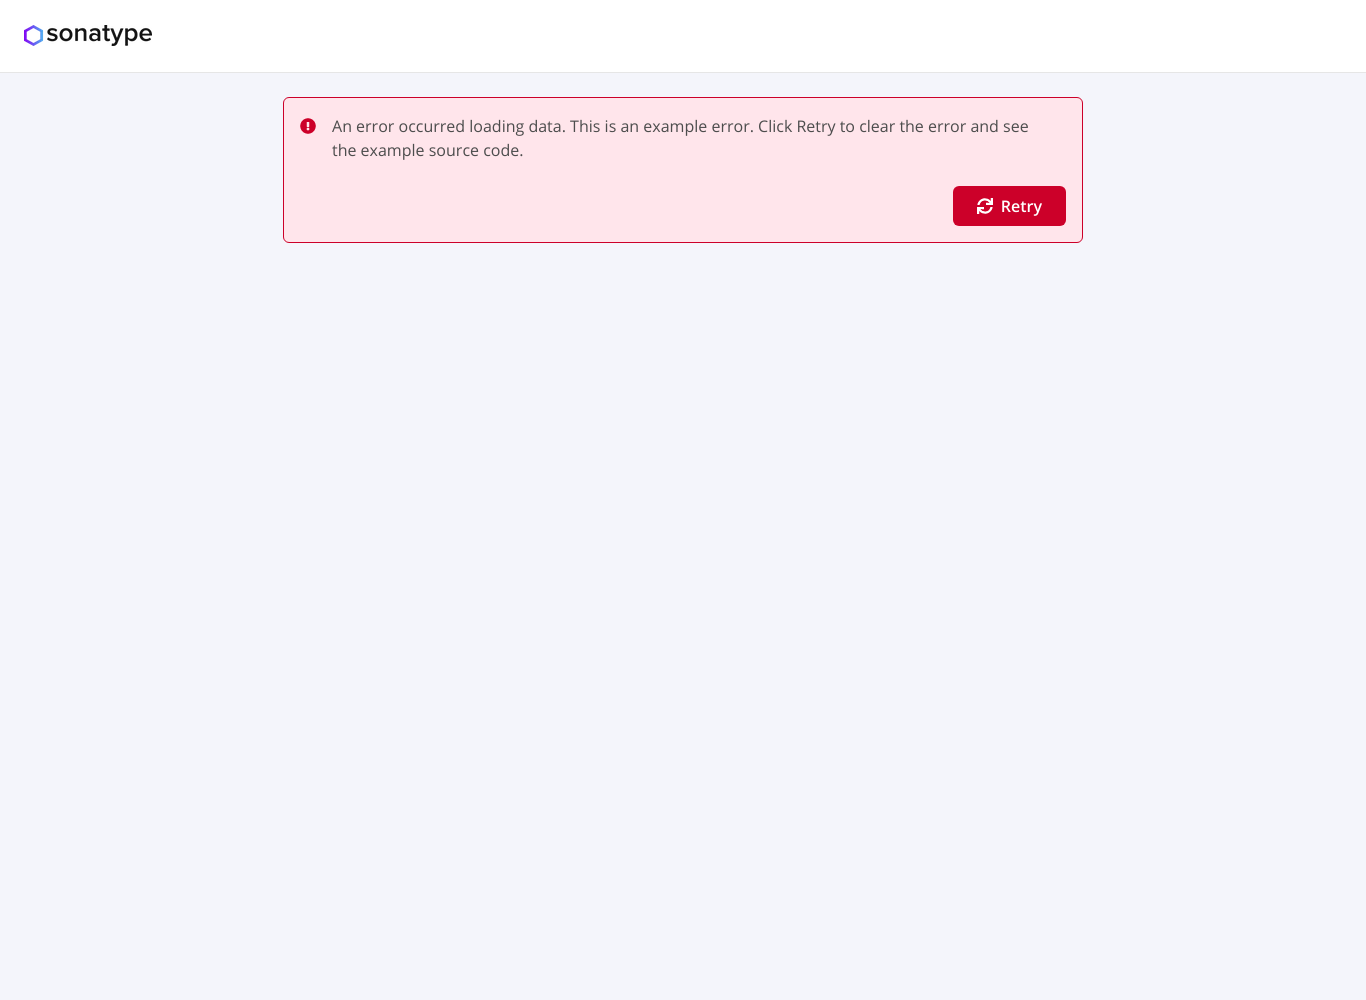 sonatype
An error occurred loading data. This is an example error. Click Retry to clear the error and see
the example source code.
Retry